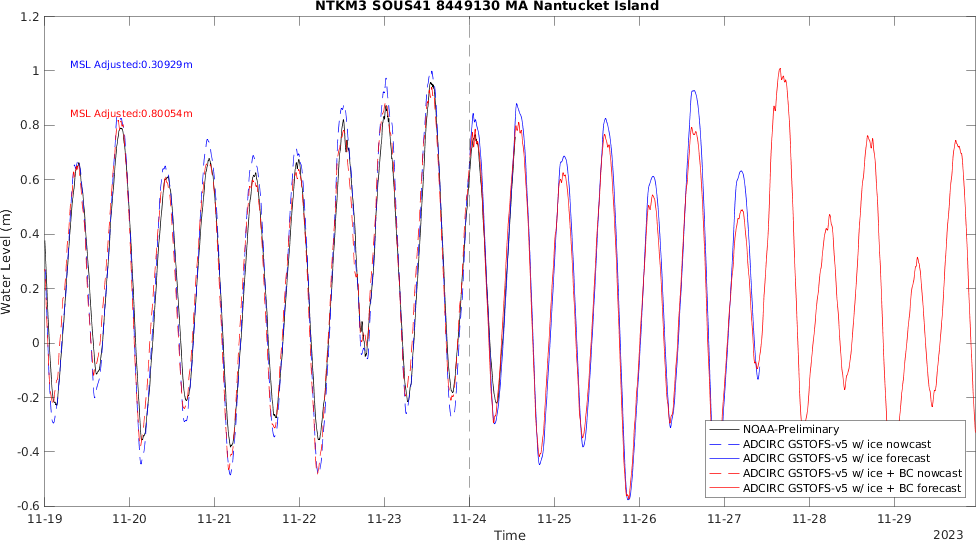 NTKM3 SOUS41 8449130 MA Nantucket Island
1.2
1
0.8
0.6
0.4
0.2
0
-0.2
-0.4
-0.6
Water Level (m)
MSL Adjusted:0.30929m
MSL Adjusted:0.80054m
NOAA-Preliminary
ADCIRC GSTOFS-v5 w/ ice nowcast
ADCIRC GSTOFS-v5 w/ ice forecast
ADCIRC GSTOFS-v5 w/ ice + BC nowcast
ADCIRC GSTOFS-v5 w/ ice + BC forecast
11-19 11-20 11-21 11-22 11-23 11-24 11-25 11-26 11-27 11-28 11-29
Time
2023